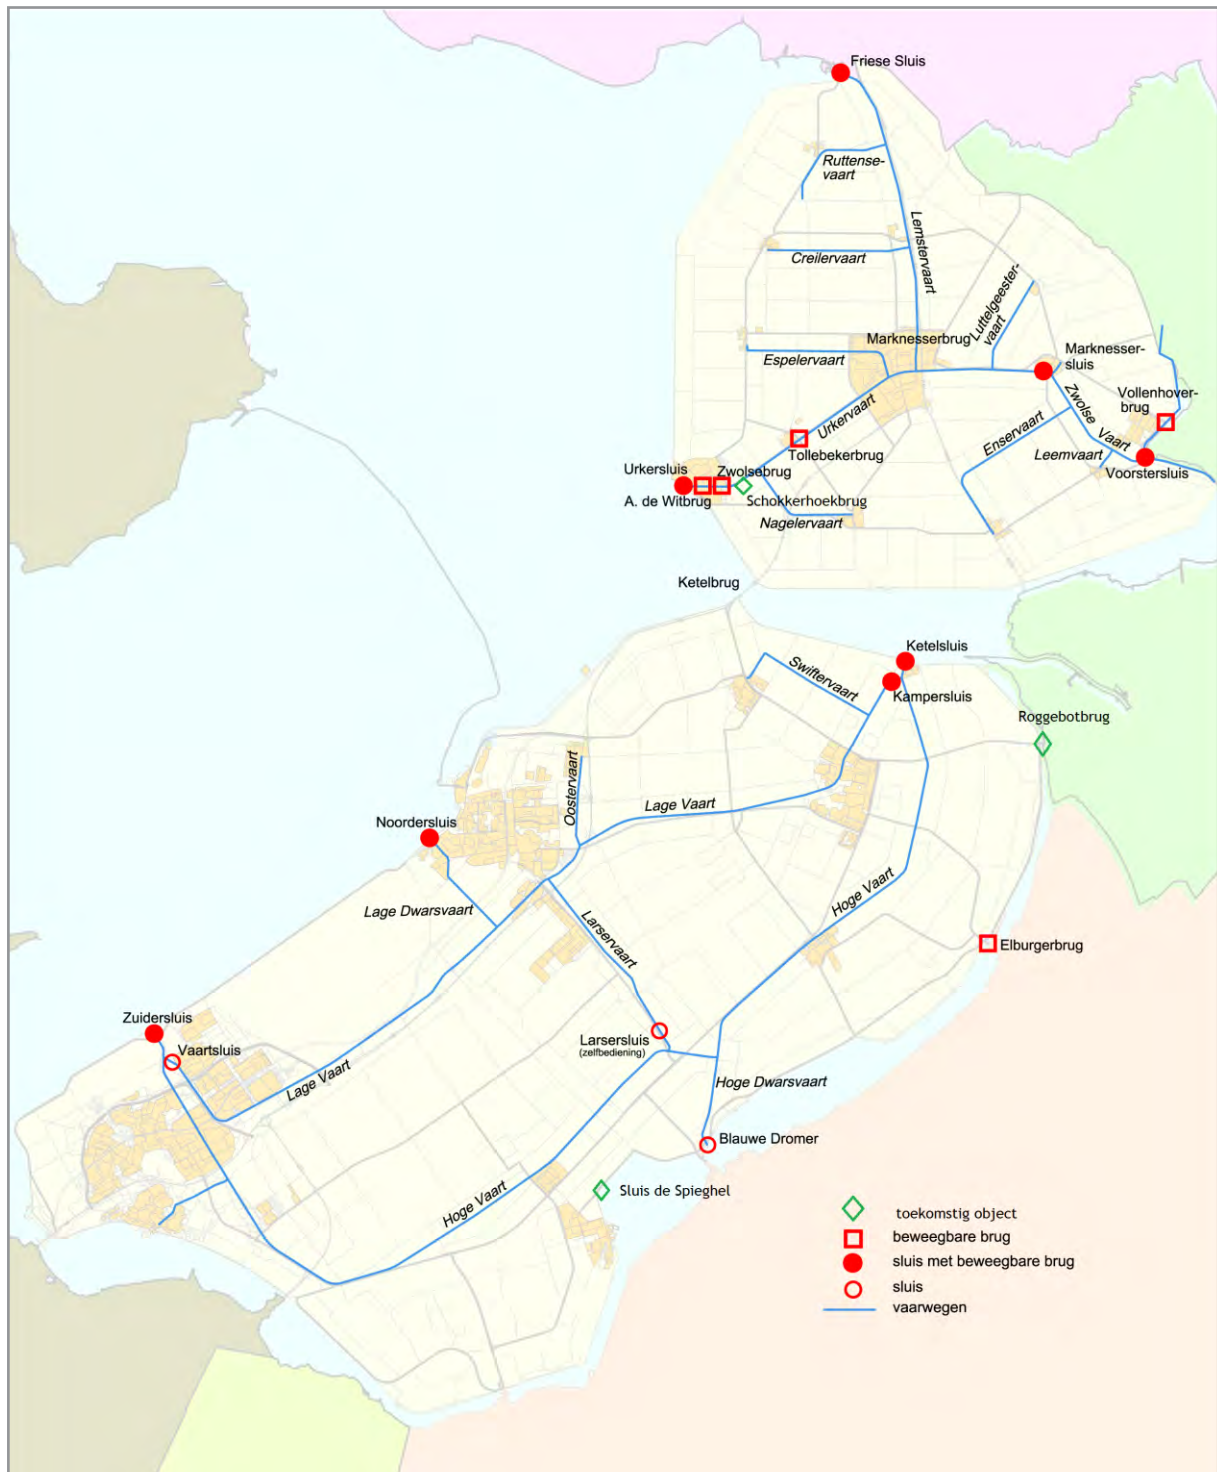 Friese Sluis
Ruttense-
vaart
Lemstervaart
Creilervaart
Luttelgeester-
vaart
Marknesserbrug
Espelervaart
Marknesser-
sluis
Urkervaart
Zwolse Vaart
Vollenhover-
brug
Enservaart
Leemvaart
Tollebekerbrug
Voorstersluis
Urkersluis
Zwolsebrug
A. de Witbrug
Schokkerhoekbrug
Nagelervaart
Ketelbrug
Ketelsluis
Swiftervaart
Kampersluis
Roggebotbrug
Oostervaart
Lage Vaart
Noordersluis
Hoge Vaart
Lage Dwarsvaart
Larservaart
Elburgerbrug
Zuidersluis
Vaartsluis
Larsersluis
(zelfbediening)
Lage Vaart
Hoge Dwarsvaart
Blauwe Dromer
Sluis de Spieghel
Hoge Vaart
toekomstig object
beweegbare brug
sluis met beweegbare brug
sluis
vaarwegen